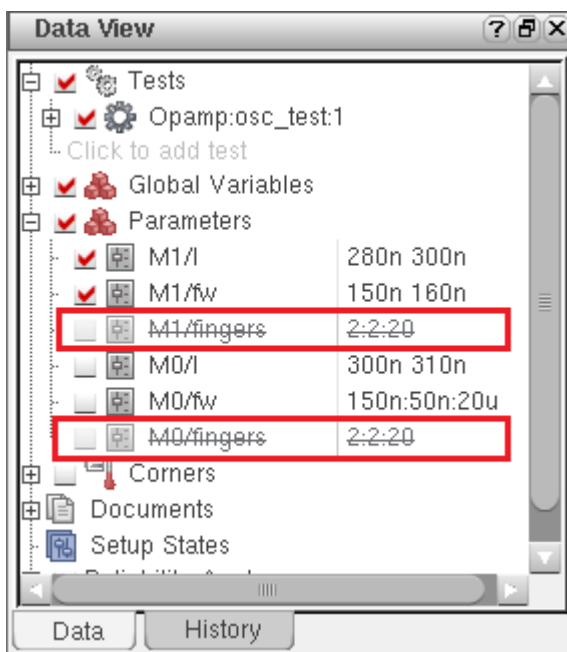 Data View
?
Tests
Opamp:osc_test:1
Click to add test
Global Variables
Parameters
M1/l 280n 300n
M1/fw 150n 160n
M1/fingers 2:2:20
M0/l 300n 310n
M0/fw 150n:50n:20u
M0/fingers 2:2:20
Corners
Documents
Setup States
Data History